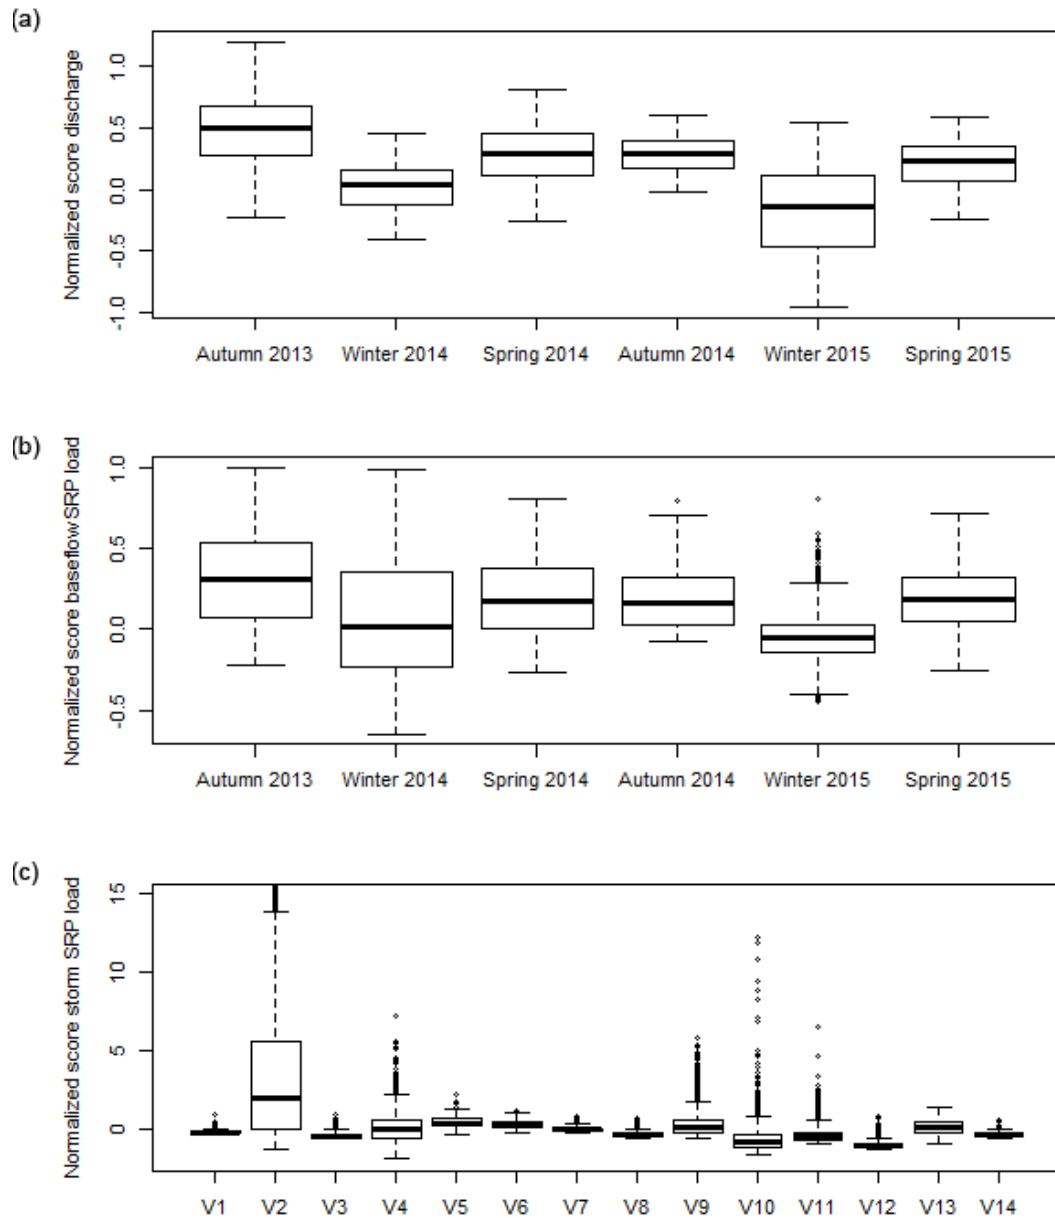 (a)
Normalized score discharge
1.0
0.5
0.0
-0.5
-1.0
Autumn 2013 Winter 2014 Spring 2014 Autumn 2014 Winter 2015 Spring 2015
(b)
Normalized score baseflow SRP load
1.0
0.5
0.0
-0.5
Autumn 2013 Winter 2014 Spring 2014 Autumn 2014 Winter 2015 Spring 2015
(c)
Normalized score storm SRP load
15
10
5
0
V1 V2 V3 V4 V5 V6 V7 V8 V9 V10 V11 V12 V13 V14